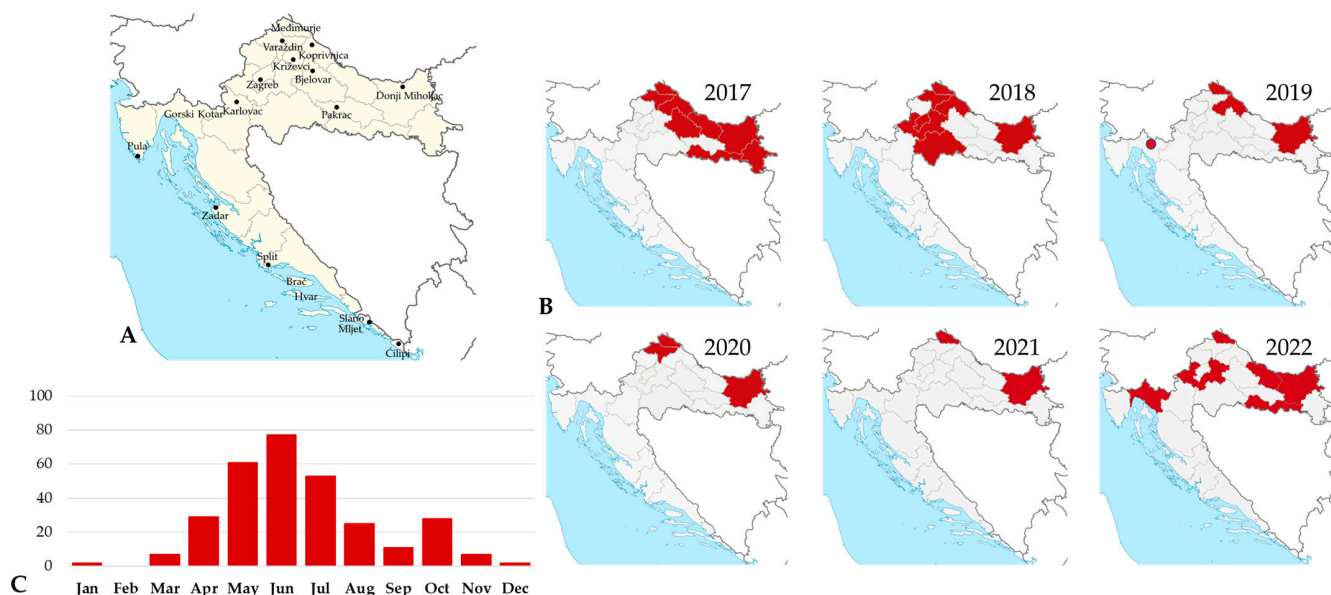 Međimurje
Varaždin
Koprivnica
Križevci
Bjelovar
Zagreb
Donji Miholjac
Gorski Kotar
Karlovac
Pakrac
Pula
Zadar
Split
Brač
Hvar
Slano
Mljet
Čilipi
A
2017
2018
2019
B
2020
2021
2022
100
80
60
40
20
0
Jan Feb Mar Apr May Jun Jul Aug Sep Oct Nov Dec
C